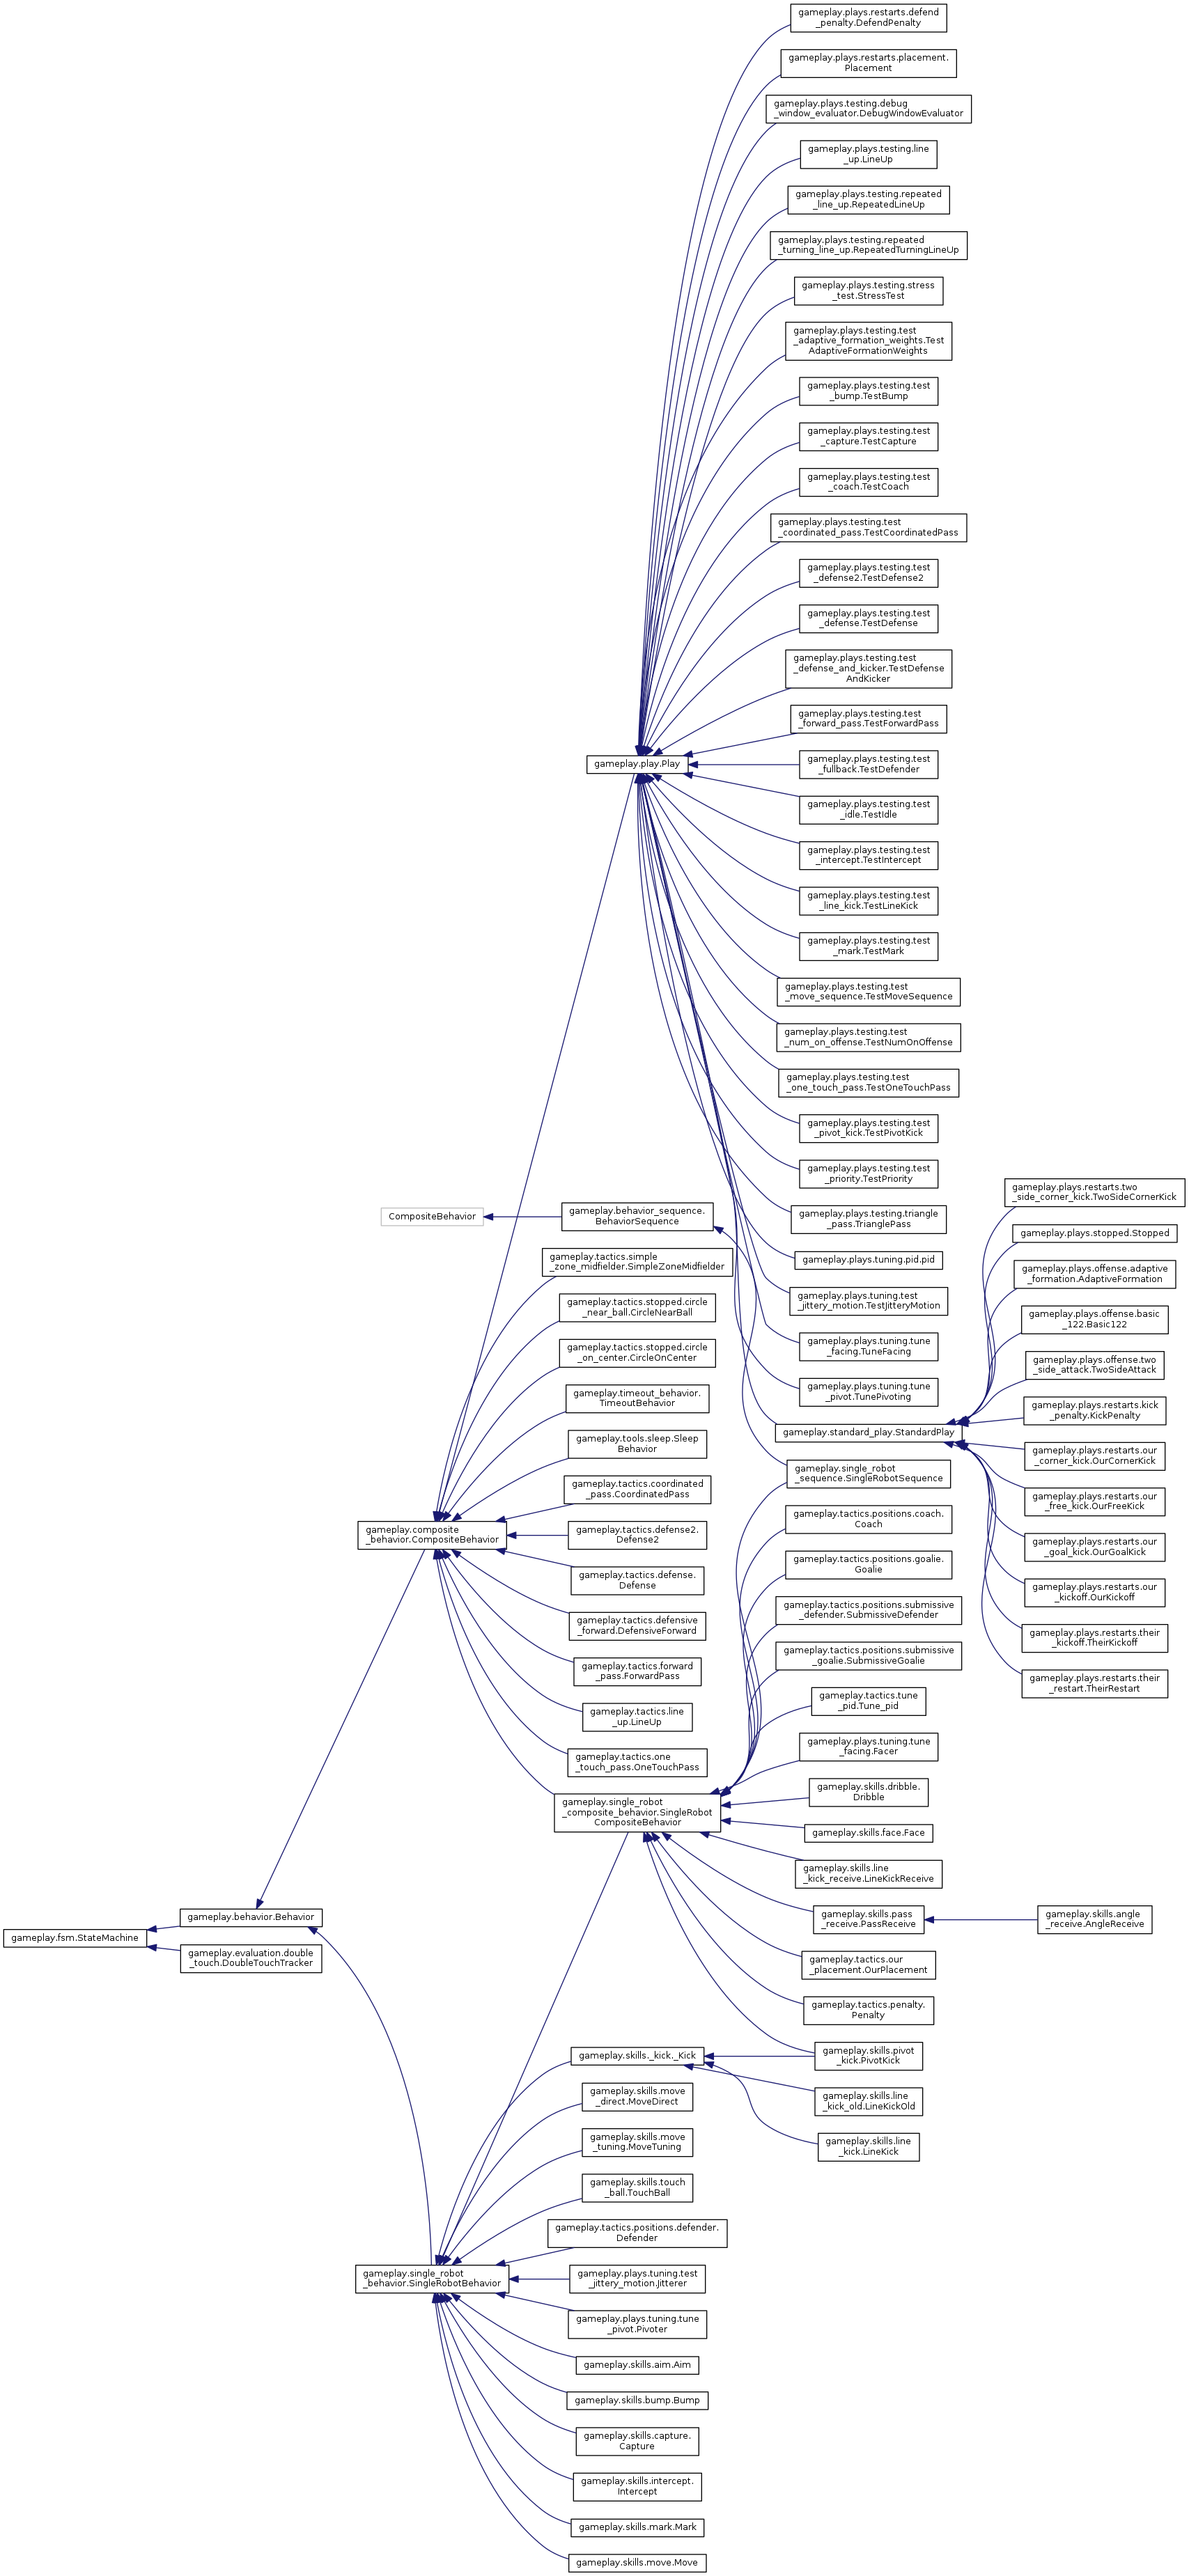 gameplay.fsm.StateMachine
gameplay.behavior.Behavior
gameplay.evaluation.double
_touch.DoubleTouchTracker
CompositeBehavior
gameplay.composite
_behavior.CompositeBehavior
gameplay.single_robot
_behavior.SingleRobotBehavior
gameplay.play.Play
gameplay.behavior_sequence.
BehaviorSequence
gameplay.tactics.simple
_zone_midfielder.SimpleZoneMidfielder
gameplay.tactics.stopped.circle
_near_ball.CircleNearBall
gameplay.tactics.stopped.circle
_on_center.CircleOnCenter
gameplay.timeout_behavior.
TimeoutBehavior
gameplay.tools.sleep.Sleep
Behavior
gameplay.tactics.coordinated
_pass.CoordinatedPass
gameplay.tactics.defense2.
Defense2
gameplay.tactics.defense.
Defense
gameplay.tactics.defensive
_forward.DefensiveForward
gameplay.tactics.forward
_pass.ForwardPass
gameplay.tactics.line
_up.LineUp
gameplay.tactics.one
_touch_pass.OneTouchPass
gameplay.single_robot
_composite_behavior.SingleRobot
CompositeBehavior
gameplay.skills._kick._Kick
gameplay.skills.move
_direct.MoveDirect
gameplay.skills.move
_tuning.MoveTuning
gameplay.skills.touch
_ball.TouchBall
gameplay.tactics.positions.defender.
Defender
gameplay.plays.tuning.test
_jittery_motion.Jitterer
gameplay.plays.tuning.tune
_pivot.Pivoter
gameplay.skills.aim.Aim
gameplay.skills.bump.Bump
gameplay.skills.capture.
Capture
gameplay.skills.intercept.
Intercept
gameplay.skills.mark.Mark
gameplay.skills.move.Move
gameplay.plays.restarts.defend
_penalty.DefendPenalty
gameplay.plays.restarts.placement.
Placement
gameplay.plays.testing.debug
_window_evaluator.DebugWindowEvaluator
gameplay.plays.testing.line
_up.LineUp
gameplay.plays.testing.repeated
_line_up.RepeatedLineUp
gameplay.plays.testing.repeated
_turning_line_up.RepeatedTurningLineUp
gameplay.plays.testing.stress
_test.StressTest
gameplay.plays.testing.test
_adaptive_formation_weights.Test
AdaptiveFormationWeights
gameplay.plays.testing.test
_bump.TestBump
gameplay.plays.testing.test
_capture.TestCapture
gameplay.plays.testing.test
_coach.TestCoach
gameplay.plays.testing.test
_coordinated_pass.TestCoordinatedPass
gameplay.plays.testing.test
_defense2.TestDefense2
gameplay.plays.testing.test
_defense.TestDefense
gameplay.plays.testing.test
_defense_and_kicker.TestDefense
AndKicker
gameplay.plays.testing.test
_forward_pass.TestForwardPass
gameplay.plays.testing.test
_fullback.TestDefender
gameplay.plays.testing.test
_idle.TestIdle
gameplay.plays.testing.test
_intercept.TestIntercept
gameplay.plays.testing.test
_line_kick.TestLineKick
gameplay.plays.testing.test
_mark.TestMark
gameplay.plays.testing.test
_move_sequence.TestMoveSequence
gameplay.plays.testing.test
_num_on_offense.TestNumOnOffense
gameplay.plays.testing.test
_one_touch_pass.TestOneTouchPass
gameplay.plays.testing.test
_pivot_kick.TestPivotKick
gameplay.plays.testing.test
_priority.TestPriority
gameplay.plays.testing.triangle
_pass.TrianglePass
gameplay.plays.tuning.pid.pid
gameplay.plays.tuning.test
_jittery_motion.TestJitteryMotion
gameplay.plays.tuning.tune
_facing.TuneFacing
gameplay.plays.tuning.tune
_pivot.TunePivoting
gameplay.standard_play.StandardPlay
gameplay.single_robot
_sequence.SingleRobotSequence
gameplay.tactics.positions.coach.
Coach
gameplay.tactics.positions.goalie.
Goalie
gameplay.tactics.positions.submissive
_defender.SubmissiveDefender
gameplay.tactics.positions.submissive
_goalie.SubmissiveGoalie
gameplay.tactics.tune
_pid.Tune_pid
gameplay.plays.tuning.tune
_facing.Facer
gameplay.skills.dribble.
Dribble
gameplay.skills.face.Face
gameplay.skills.line
_kick_receive.LineKickReceive
gameplay.skills.pass
_receive.PassReceive
gameplay.tactics.our
_placement.OurPlacement
gameplay.tactics.penalty.
Penalty
gameplay.skills.pivot
_kick.PivotKick
gameplay.skills.line
_kick_old.LineKickOld
gameplay.skills.line
_kick.LineKick
gameplay.plays.restarts.two
_side_corner_kick.TwoSideCornerKick
gameplay.plays.stopped.Stopped
gameplay.plays.offense.adaptive
_formation.AdaptiveFormation
gameplay.plays.offense.basic
_122.Basic122
gameplay.plays.offense.two
_side_attack.TwoSideAttack
gameplay.plays.restarts.kick
_penalty.KickPenalty
gameplay.plays.restarts.our
_corner_kick.OurCornerKick
gameplay.plays.restarts.our
_free_kick.OurFreeKick
gameplay.plays.restarts.our
_goal_kick.OurGoalKick
gameplay.plays.restarts.our
_kickoff.OurKickoff
gameplay.plays.restarts.their
_kickoff.TheirKickoff
gameplay.plays.restarts.their
_restart.TheirRestart
gameplay.skills.angle
_receive.AngleReceive